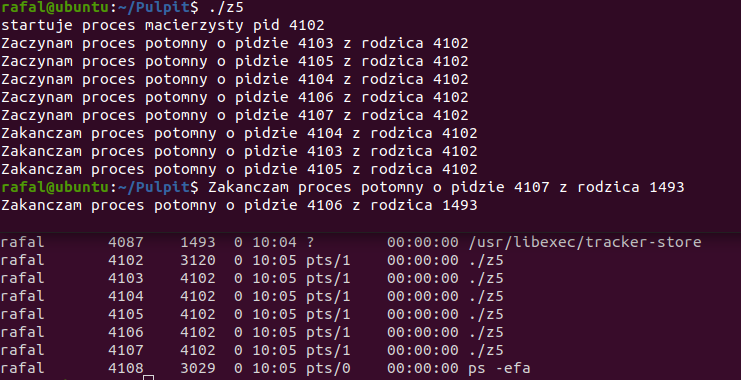 rafal@ubuntu:~/Pulpit$ ./z5
startuje proces macierzysty pid 4102
Zaczynam proces potomny o pidzie 4103 z rodzica 4102
Zaczynam proces potomny o pidzie 4105 z rodzica 4102
Zaczynam proces potomny o pidzie 4104 z rodzica 4102
Zaczynam proces potomny o pidzie 4106 z rodzica 4102
Zaczynam proces potomny o pidzie 4107 z rodzica 4102
Zakanczam proces potomny o pidzie 4104 z rodzica 4102
Zakanczam proces potomny o pidzie 4103 z rodzica 4102
Zakanczam proces potomny o pidzie 4105 z rodzica 4102
rafal@ubuntu:~/Pulpit$ Zakanczam proces potomny o pidzie 4107 z rodzica 1493
Zakanczam proces potomny o pidzie 4106 z rodzica 1493
rafal 4087 1493 0 10:04 ? 00:00:00 /usr/libexec/tracker-store
rafal 4102 3120 0 10:05 pts/1 00:00:00 ./z5
rafal 4103 4102 0 10:05 pts/1 00:00:00 ./z5
rafal 4104 4102 0 10:05 pts/1 00:00:00 ./z5
rafal 4105 4102 0 10:05 pts/1 00:00:00 ./z5
rafal 4106 4102 0 10:05 pts/1 00:00:00 ./z5
rafal 4107 4102 0 10:05 pts/1 00:00:00 ./z5
rafal 4108 3029 0 10:05 pts/0 00:00:00 ps -efa